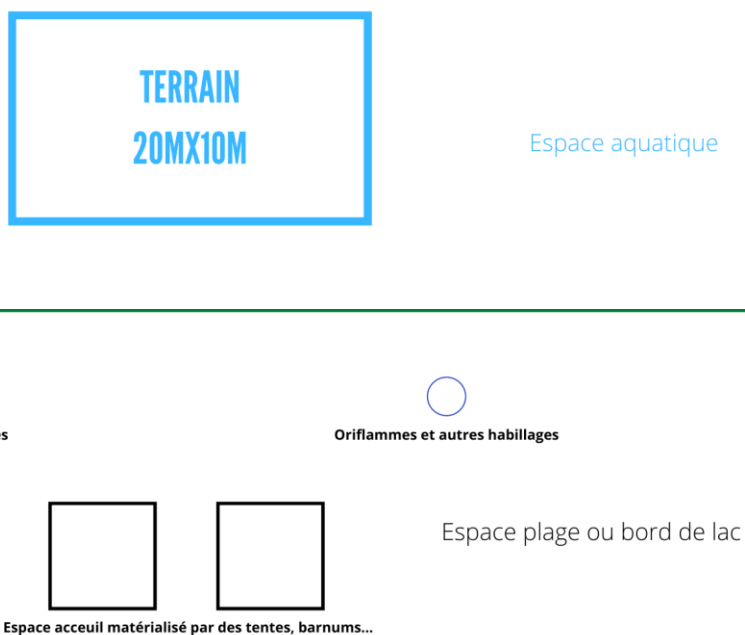 TERRAIN
20MX10M
Espace aquatique
Oriflammes et autres habillages
Espace plage ou bord de lac
Espace acceuil matérialisé par des tentes, barnums...